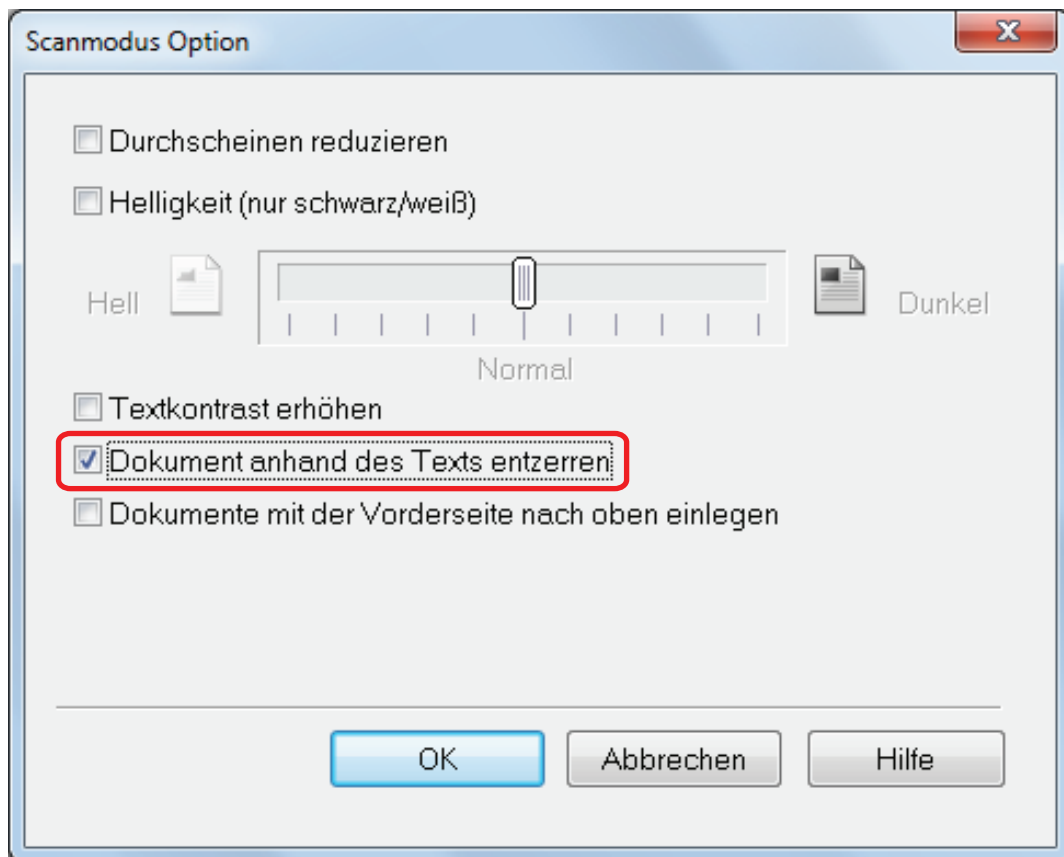 Scanmodus Option
Durchscheinen reduzieren
Helligkeit (nur schwarz/weiß)
Hell
Dunkel
Normal
Textkontrast erhöhen
Dokument anhand des Texts entzerren
Dokumente mit der Vorderseite nach oben einlegen
OK
Abbrechen
Hilfe